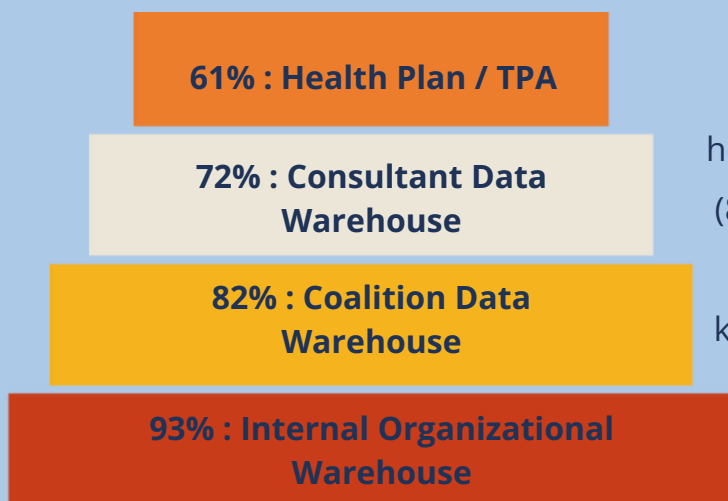 61% : Health Plan / TPA
72% : Consultant Data
Warehouse
82% : Coalition Data
Warehouse
93% : Internal Organizational
Warehouse